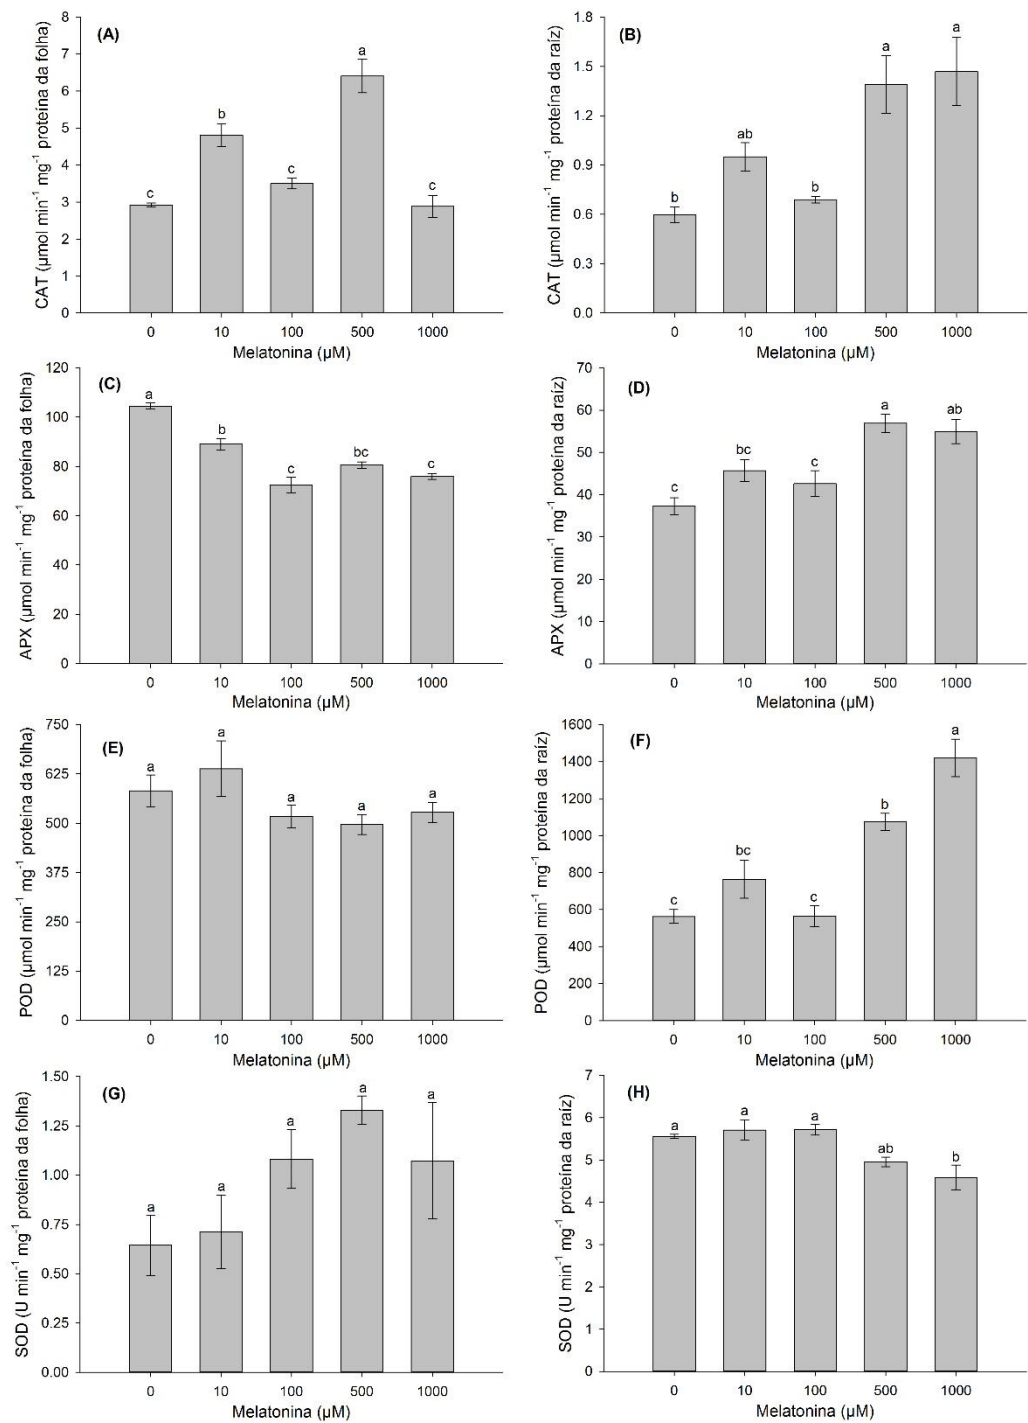 (A)
CAT (µmol min⁻¹ mg⁻¹ proteína da folha)
8
7
6
5
4
3
2
1
0
c
b
c
a
c
0 10 100 500 1000
Melatonina (µM)
(B)
CAT (µmol min⁻¹ mg⁻¹ proteína da raíz)
1.8
1.5
1.2
0.9
0.6
0.3
0.0
b
ab
b
a
a
0 10 100 500 1000
Melatonina (µM)
(C)
APX (µmol min⁻¹ mg⁻¹ proteína da folha)
120
100
80
60
40
20
0
a
b
c
bc
c
0 10 100 500 1000
Melatonina (µM)
(D)
APX (µmol min⁻¹ mg⁻¹ proteína da raíz)
70
60
50
40
30
20
10
0
c
bc
c
a
ab
0 10 100 500 1000
Melatonina (µM)
(E)
POD (µmol min⁻¹ mg⁻¹ proteína da folha)
750
625
500
375
250
125
0
a
a
a
a
a
0 10 100 500 1000
Melatonina (µM)
(F)
POD (µmol min⁻¹ mg⁻¹ proteína da raíz)
1600
1400
1200
1000
800
600
400
200
0
c
bc
c
b
a
0 10 100 500 1000
Melatonina (µM)
(G)
SOD (U min⁻¹ mg⁻¹ proteína da folha)
1.50
1.25
1.00
0.75
0.50
0.25
0.00
a
a
a
a
a
0 10 100 500 1000
Melatonina (µM)
(H)
SOD (U min⁻¹ mg⁻¹ proteína da raíz)
7
6
5
4
3
2
1
0
a
a
a
ab
b
0 10 100 500 1000
Melatonina (µM)